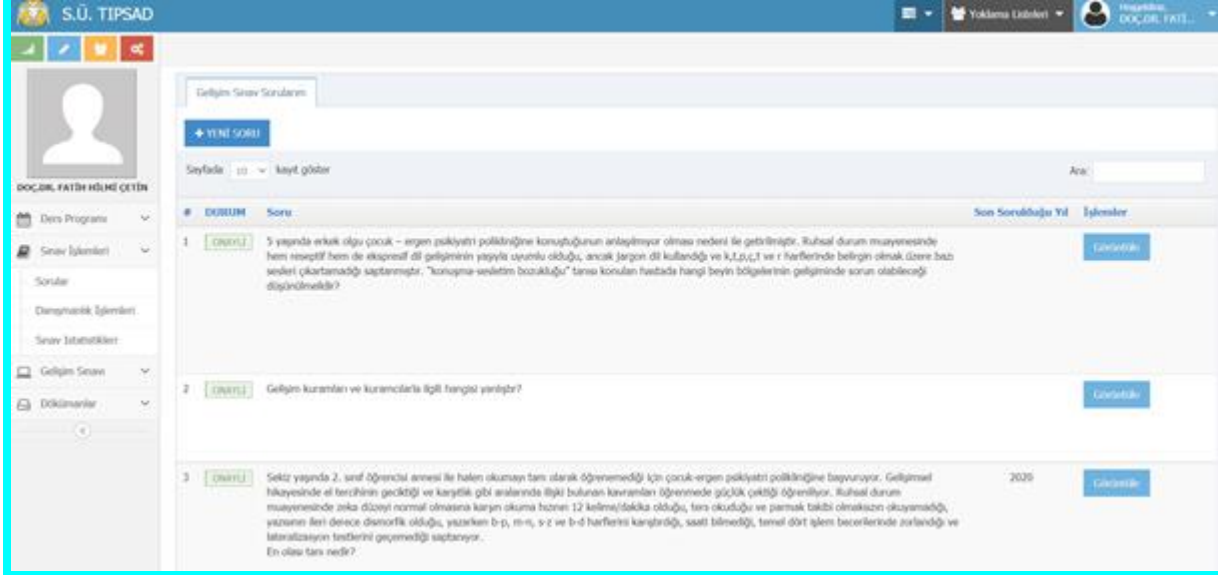 S.Ü. TIPSAD
Yoklama Listeleri
Hoşgeldiniz,
DOÇ.DR. FATİ...
DOÇ.DR. FATİH HİLMİ ÇETİN
Ders Programı
Sınav İşlemleri
Sorular
Danışmanlık İşlemleri
Sınav İstatistikleri
Gelişim Sınavı
Dökümanlar
Gelişim Sınav Sorularım
+ YENİ SORU
Sayfada 10 kayıt göster
Ara:
# DURUM Soru Son Sorulduğu Yıl İşlemler
1 ONAYLI 5 yaşında erkek olgu çocuk – ergen psikiyatri polikliniğine konuştuğunun anlaşılmıyor olması nedeni ile getirilmiştir. Ruhsal durum muayenesinde Görüntüle
hem reseptif hem de ekspresif dil gelişiminin yaşıyla uyumlu olduğu, ancak jargon dil kullandığı ve k,t,p,ç,t ve r harflerinde belirgin olmak üzere bazı
sesleri çıkartamadığı saptanmıştır. "konuşma-sesletim bozukluğu" tanısı konulan hastada hangi beyin bölgelerinin gelişiminde sorun olabileceği
düşünülmelidir?
2 ONAYLI Gelişim kuramları ve kuramcılarla ilgili hangisi yanlıştır? Görüntüle
3 ONAYLI Sekiz yaşında 2. sınıf öğrencisi annesi ile halen okumayı tam olarak öğrenemediği için çocuk-ergen psikiyatri polikliniğine başvuruyor. Gelişimsel 2020 Görüntüle
hikayesinde el tercihinin geciktiği ve karşıtlık gibi aralarında ilişki bulunan kavramları öğrenmede güçlük çektiği öğreniliyor. Ruhsal durum
muayenesinde zeka düzeyi normal olmasına karşın okuma hızının 12 kelime/dakika olduğu, ters okuduğu ve parmak takibi olmaksızın okuyamadığı,
yazısının ileri derece dismorfik olduğu, yazarken b-p, m-n, s-z ve b-d harflerini karıştırdığı, saati bilmediği, temel dört işlem becerilerinde zorlandığı ve
lateralizasyon testlerini geçemediği saptanıyor.
En olası tanı nedir?